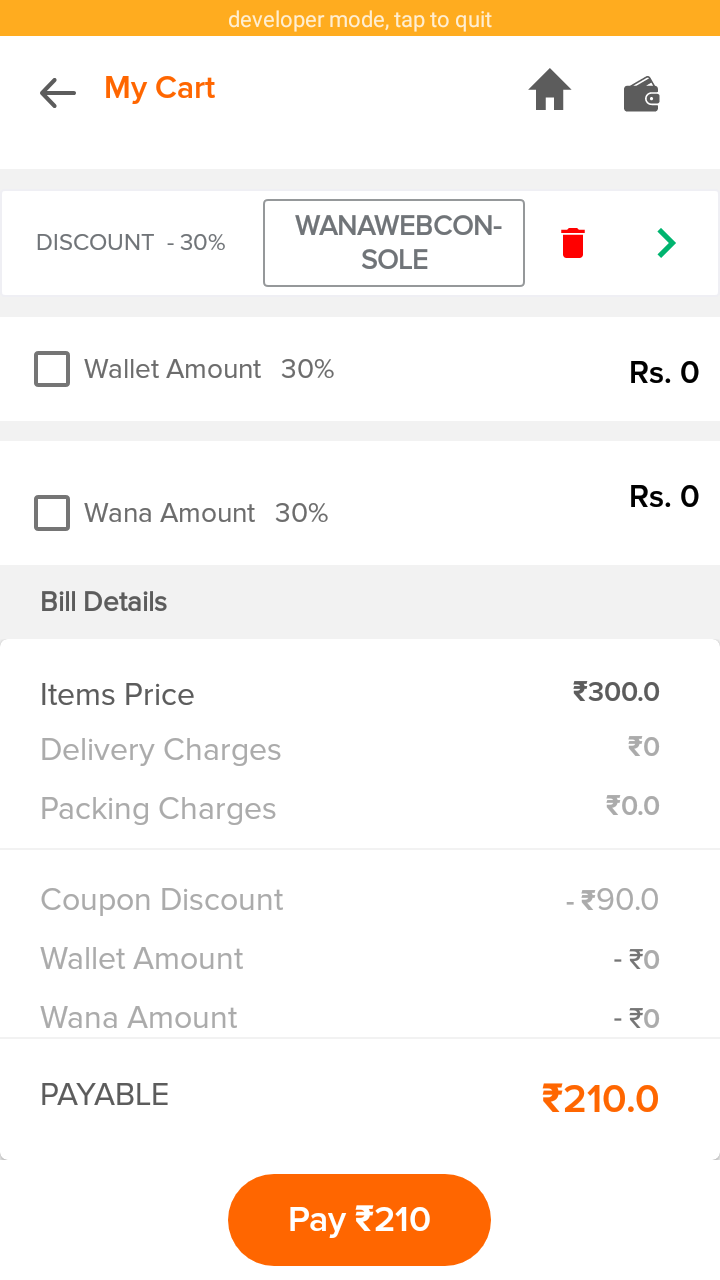 developer mode, tap to quit
My Cart
DISCOUNT - 30%
WANAWEBCON-
SOLE
Wallet Amount 30% Rs. 0
Wana Amount 30% Rs. 0
Bill Details
Items Price ₹300.0
Delivery Charges ₹0
Packing Charges ₹0.0
Coupon Discount - ₹90.0
Wallet Amount - ₹0
Wana Amount - ₹0
PAYABLE ₹210.0
Pay ₹210